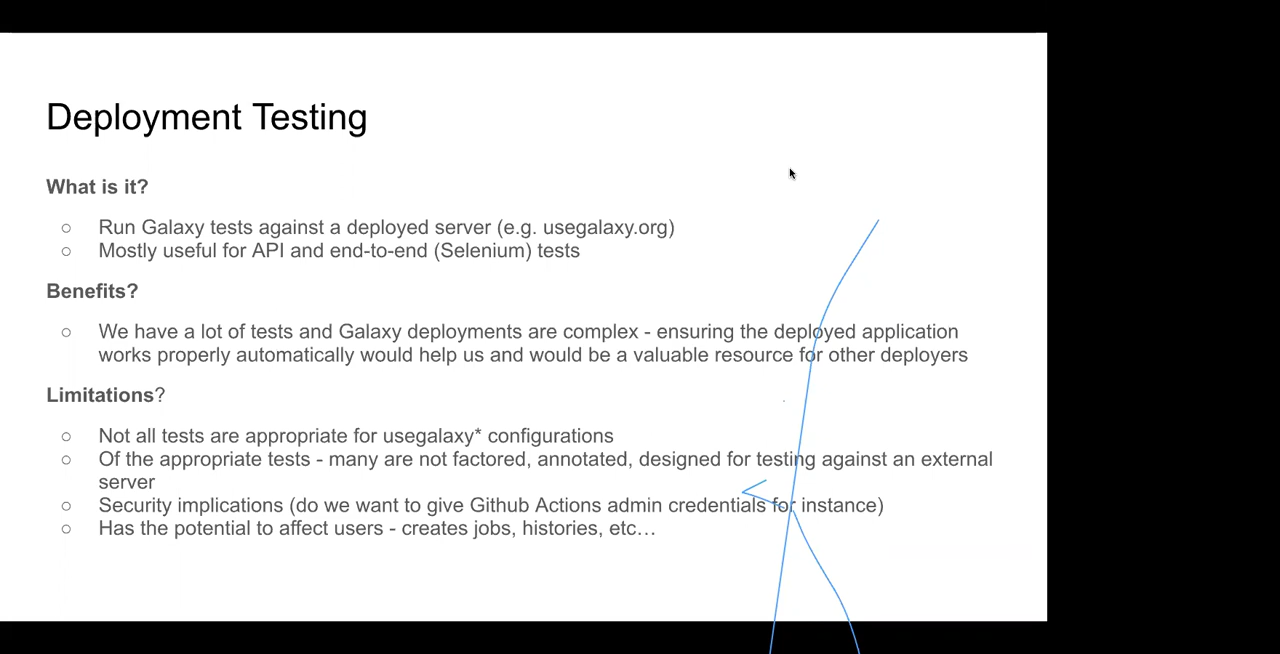 Deployment Testing
What is it?
○ Run Galaxy tests against a deployed server (e.g. usegalaxy.org)
○ Mostly useful for API and end-to-end (Selenium) tests
Benefits?
○ We have a lot of tests and Galaxy deployments are complex - ensuring the deployed application
works properly automatically would help us and would be a valuable resource for other deployers
Limitations?
○ Not all tests are appropriate for usegalaxy* configurations
○ Of the appropriate tests - many are not factored, annotated, designed for testing against an external
server
○ Security implications (do we want to give Github Actions admin credentials for instance)
○ Has the potential to affect users - creates jobs, histories, etc…